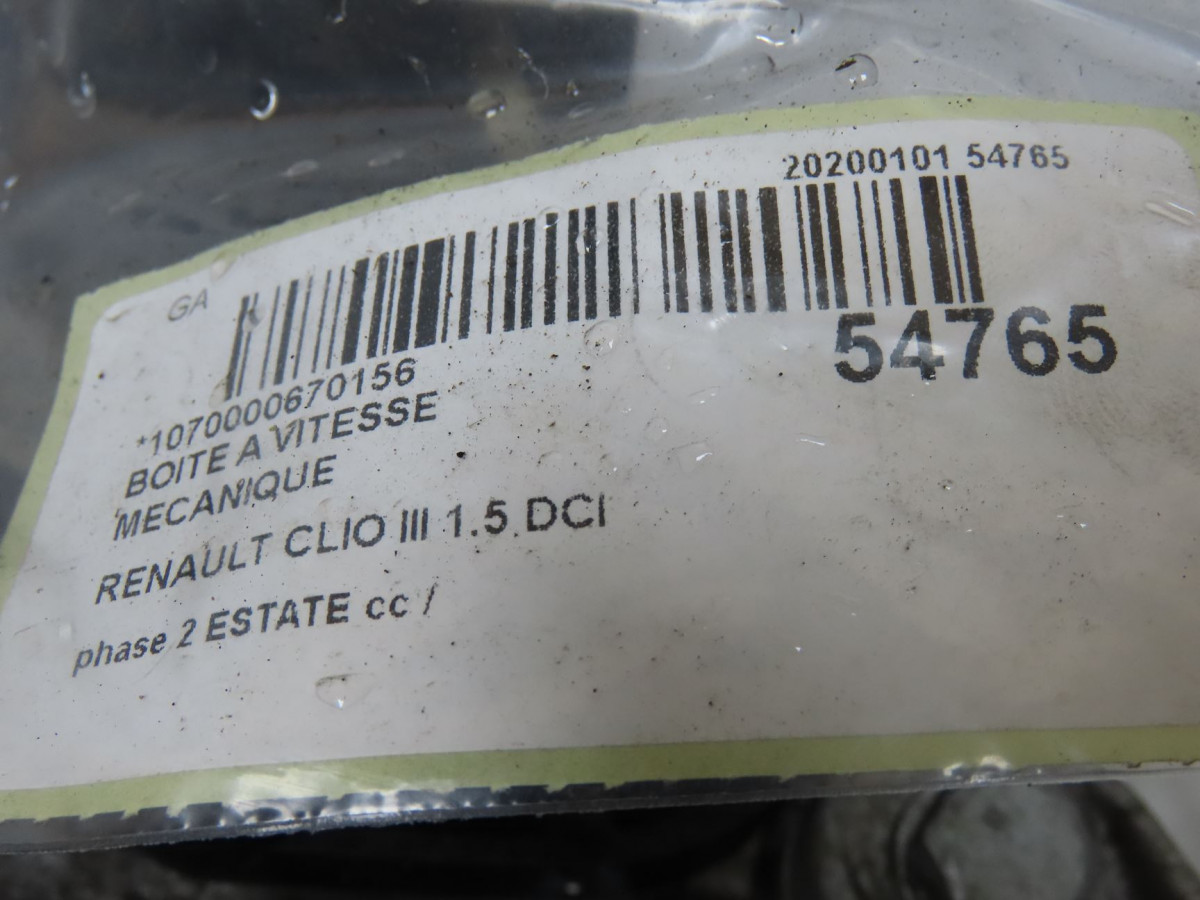 20200101 54765
GA
54765
*1070000670156
BOITE A VITESSE
MECANIQUE
RENAULT CLIO III 1.5 DCI
phase 2 ESTATE cc /